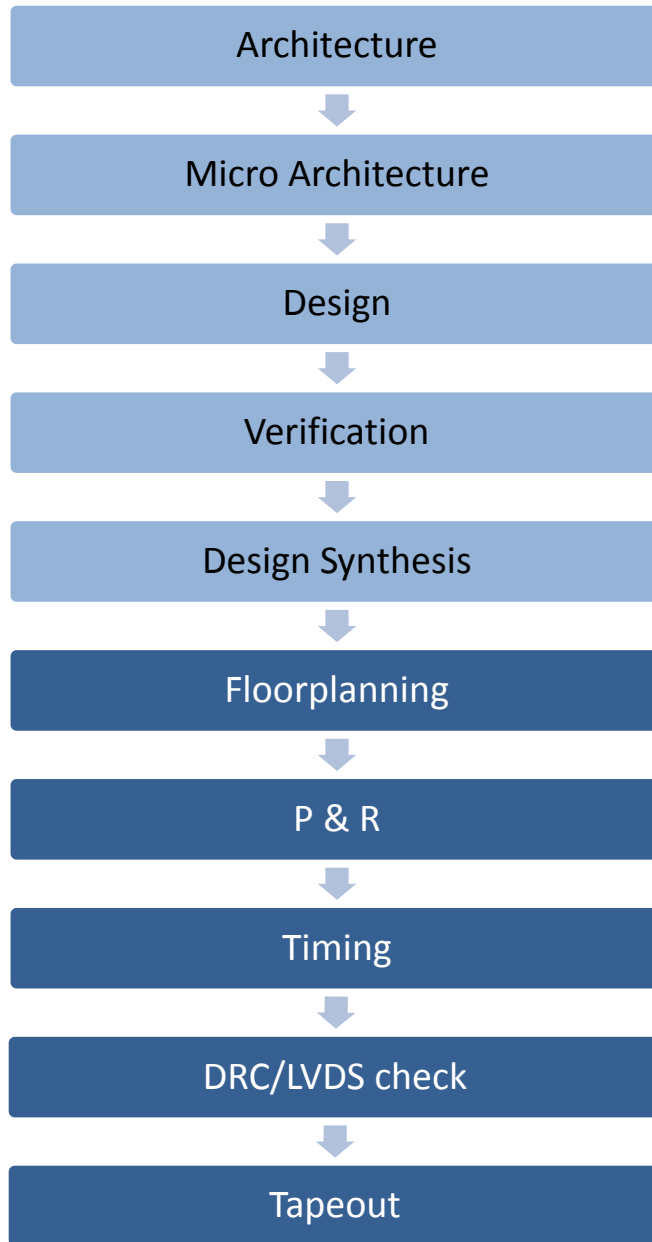 Architecture
Micro Architecture
Design
Verification
Design Synthesis
Floorplanning
P & R
Timing
DRC/LVDS check
Tapeout